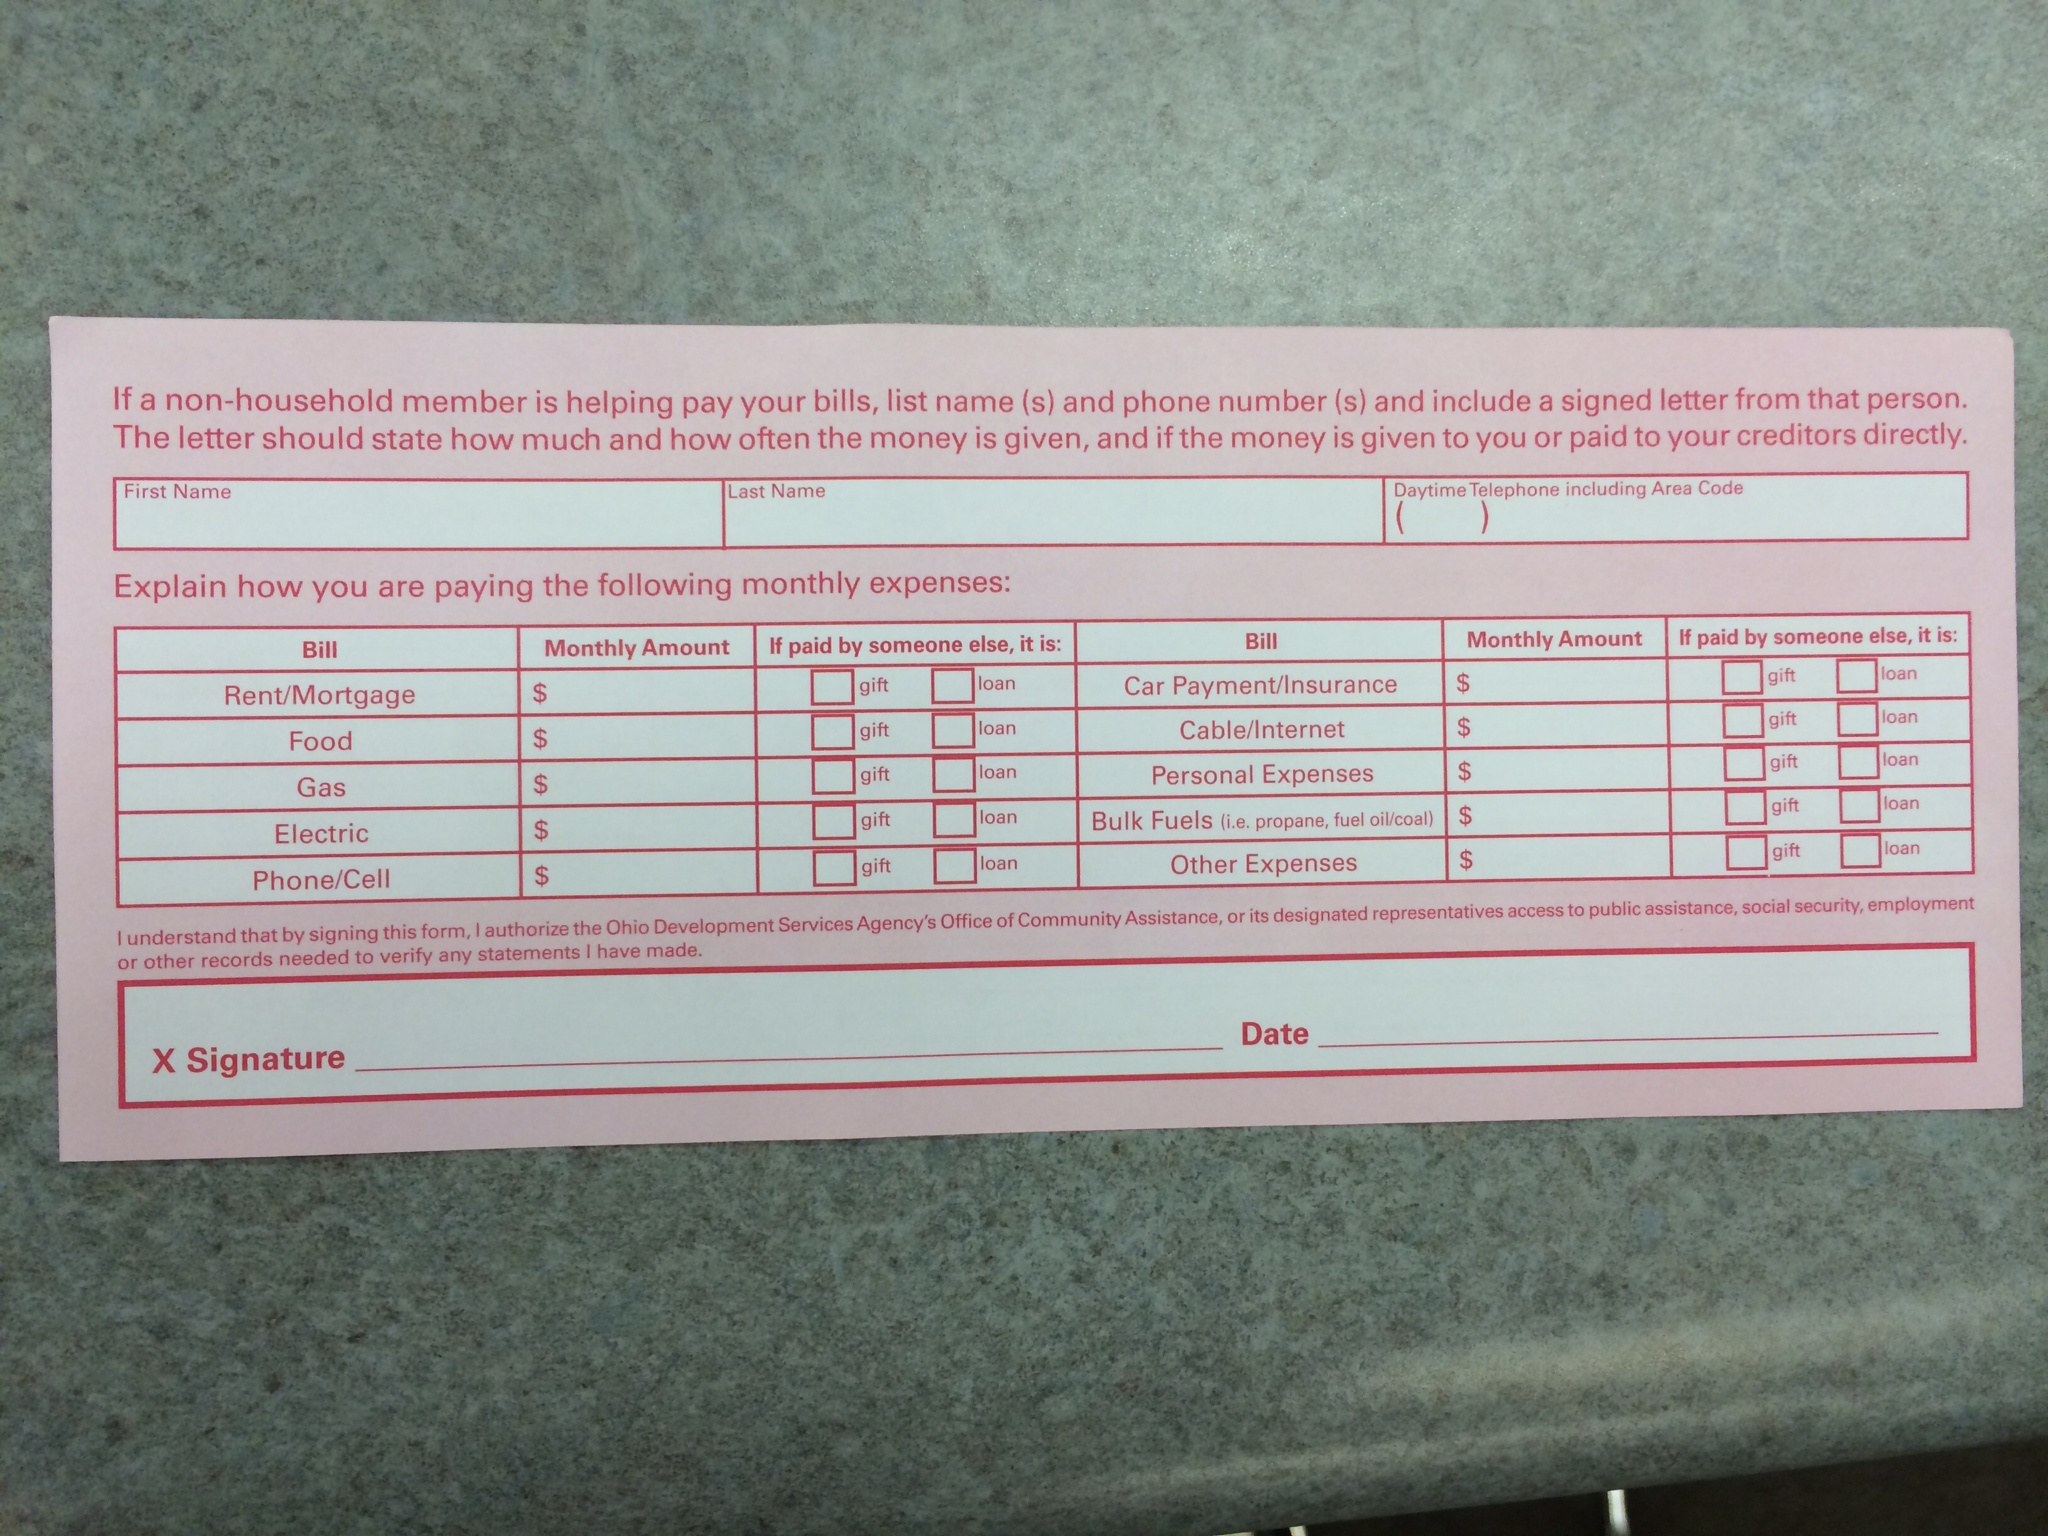 If a non-household member is helping pay your bills, list name (s) and phone number (s) and include a signed letter from that person.
The letter should state how much and how often the money is given, and if the money is given to you or paid to your creditors directly.
First Name Last Name Daytime Telephone including Area Code
( )
Explain how you are paying the following monthly expenses:
Bill Monthly Amount If paid by someone else, it is: Bill Monthly Amount If paid by someone else, it is:
Rent/Mortgage $ gift loan Car Payment/Insurance $ gift loan
Food $ gift loan Cable/Internet $ gift loan
Gas $ gift loan Personal Expenses $ gift loan
Electric $ gift loan Bulk Fuels (i.e. propane, fuel oil/coal) $ gift loan
Phone/Cell $ gift loan Other Expenses $ gift loan
I understand that by signing this form, I authorize the Ohio Development Services Agency's Office of Community Assistance, or its designated representatives access to public assistance, social security, employment
or other records needed to verify any statements I have made.
X Signature Date